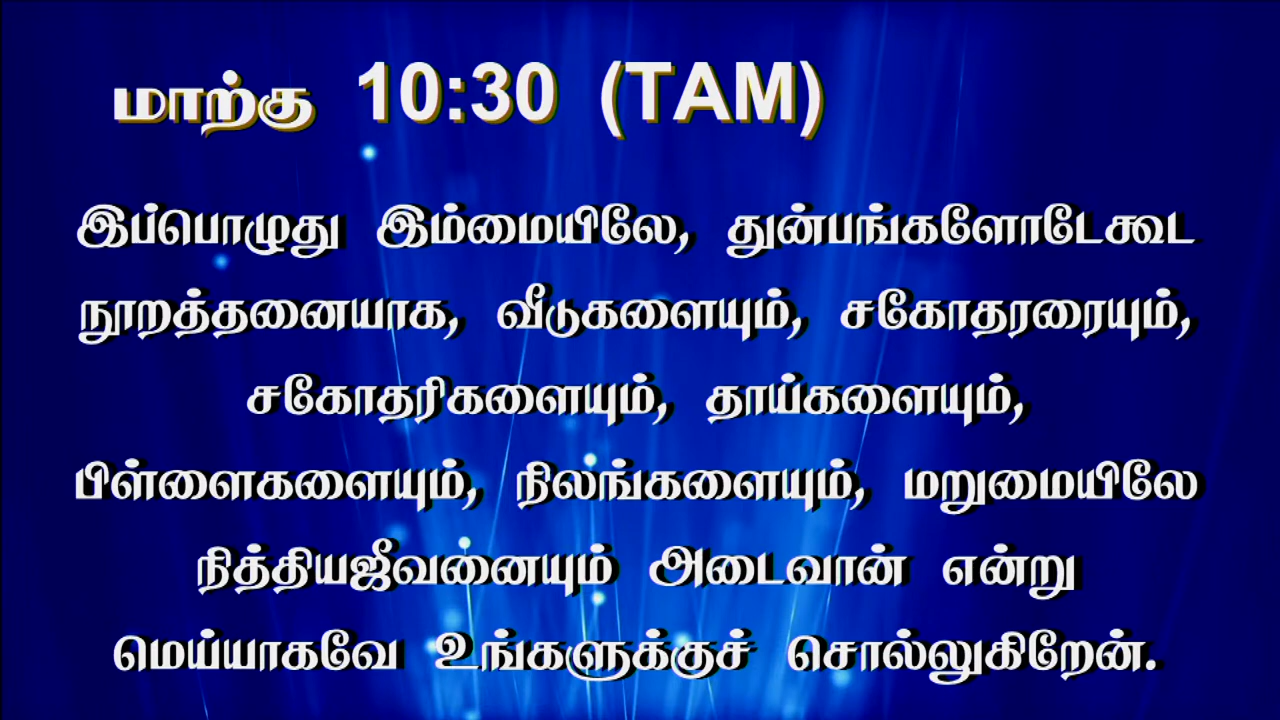 மாற்கு 10:30 (TAM)
இப்பொழுது இம்மையிலே, துன்பங்களோடேகூட
நூறத்தனையாக, வீடுகளையும், சகோதரரையும்,
சகோதரிகளையும், தாய்களையும்,
பிள்ளைகளையும், நிலங்களையும், மறுமையிலே
நித்தியஜீவனையும் அடைவான் என்று
மெய்யாகவே உங்களுக்குச் சொல்லுகிறேன்.